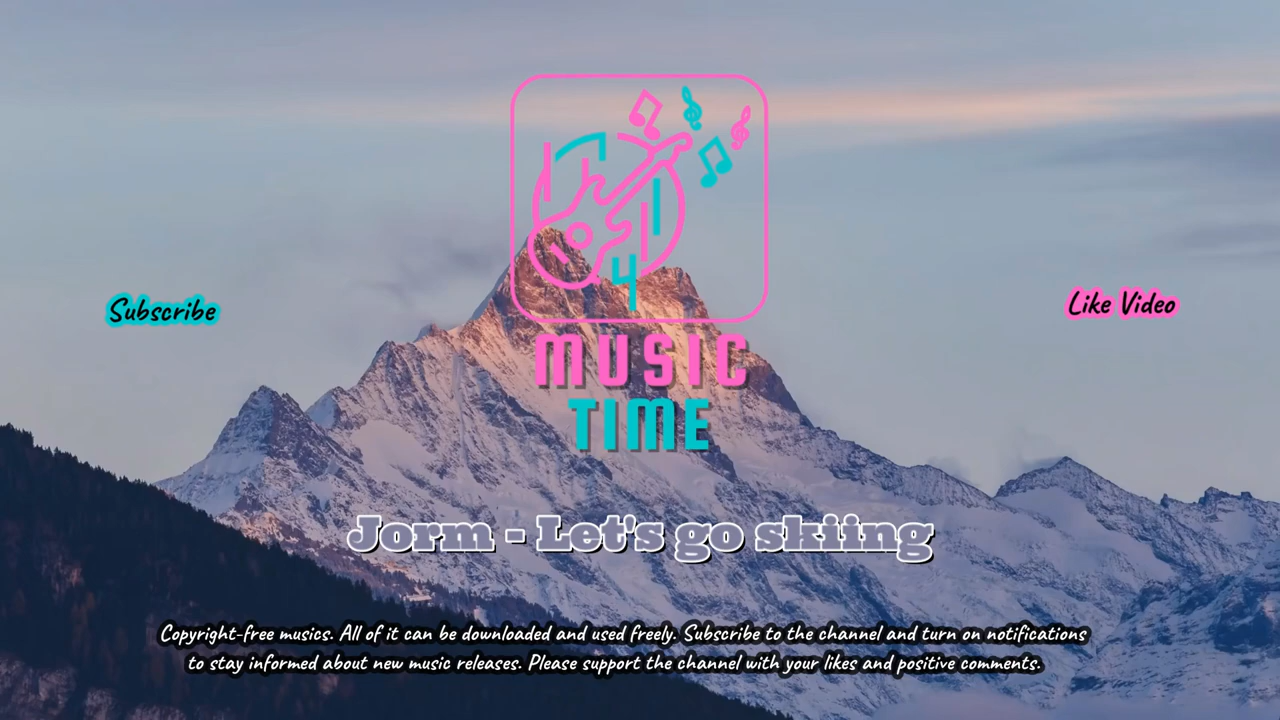 4
MUSIC
TIME
Subscribe
Like Video
Jorm - Let's go skiing
Copyright-free musics. All of it can be downloaded and used freely. Subscribe to the channel and turn on notifications
to stay informed about new music releases. Please support the channel with your likes and positive comments.